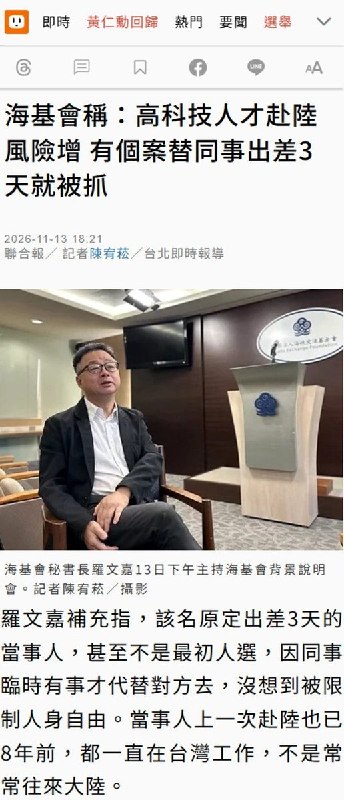 即時 黃仁勳回歸 熱門 要聞 選舉
AA
海基會稱：高科技人才赴陸
風險增 有個案替同事出差3
天就被抓
2026-11-13 18:21
聯合報／ 記者陳宥菘／台北即時報導
海基會秘書長羅文嘉13日下午主持海基會背景說明
會。記者陳宥菘／攝影
羅文嘉補充指，該名原定出差3天的
當事人，甚至不是最初人選，因同事
臨時有事才代替對方去，沒想到被限
制人身自由。當事人上一次赴陸也已
8年前，都一直在台灣工作，不是常
常往來大陸。